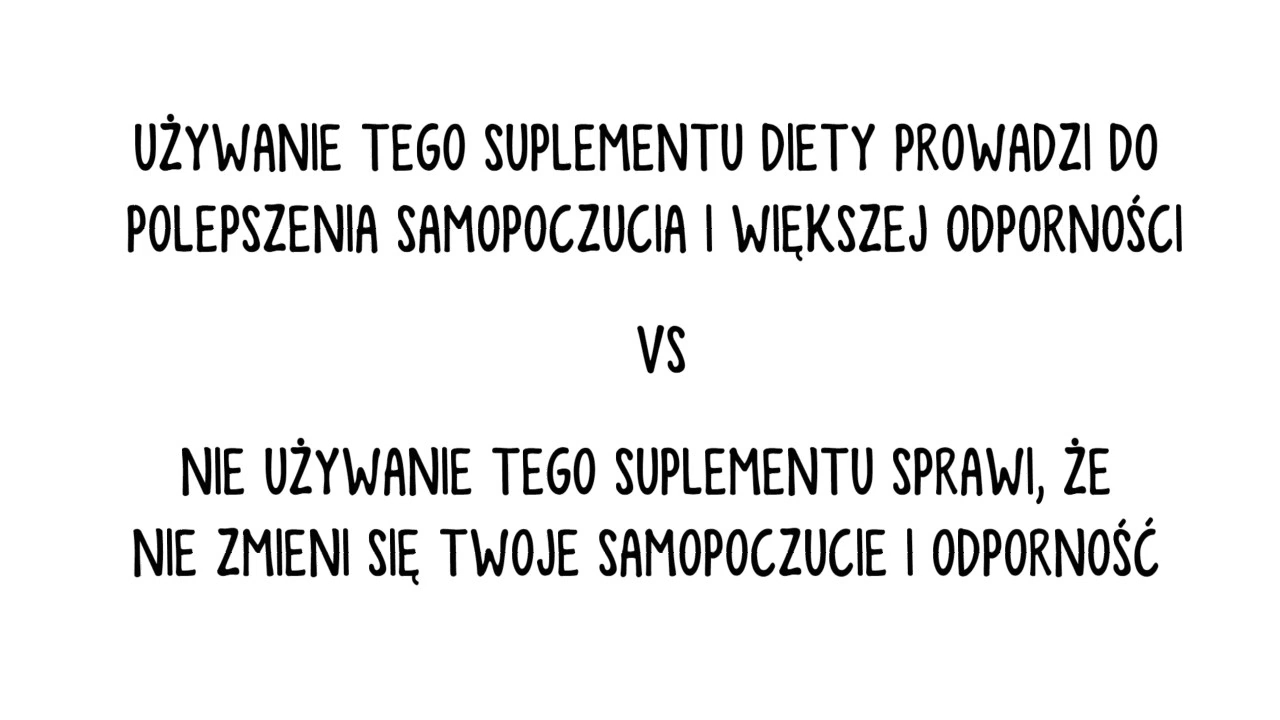 UŻYWANIE TEGO SUPLEMENTU DIETY PROWADZI DO
POLEPSZENIA SAMOPOCZUCIA I WIĘKSZEJ ODPORNOŚCI
VS
NIE UŻYWANIE TEGO SUPLEMENTU SPRAWI, ŻE
NIE ZMIENI SIĘ TWOJE SAMOPOCZUCIE I ODPORNOŚĆ